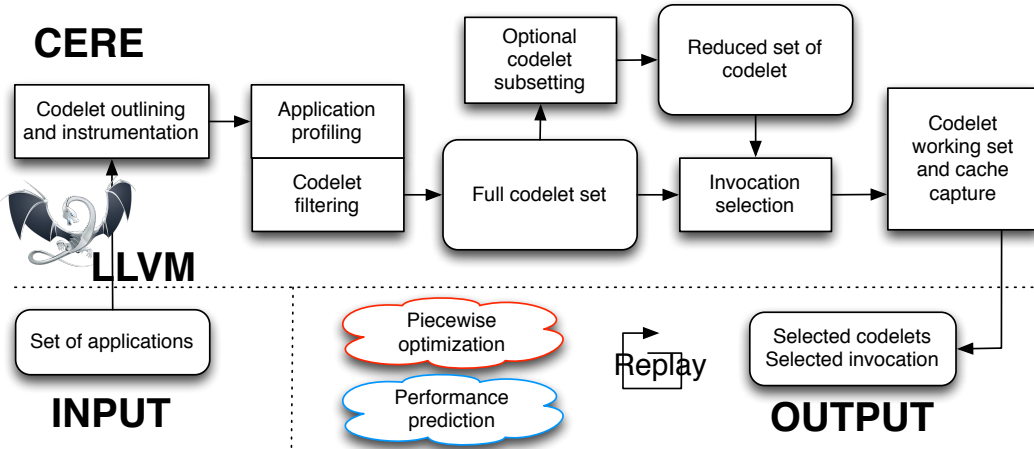 CERE
Codelet outlining
and instrumentation
Application
profiling
Codelet
filtering
Optional
codelet
subsetting
Reduced set of
codelet
Full codelet set
Invocation
selection
Codelet
working set
and cache
capture
LLVM
Set of applications
INPUT
Piecewise
optimization
Performance
prediction
Replay
Selected codelets
Selected invocation
OUTPUT